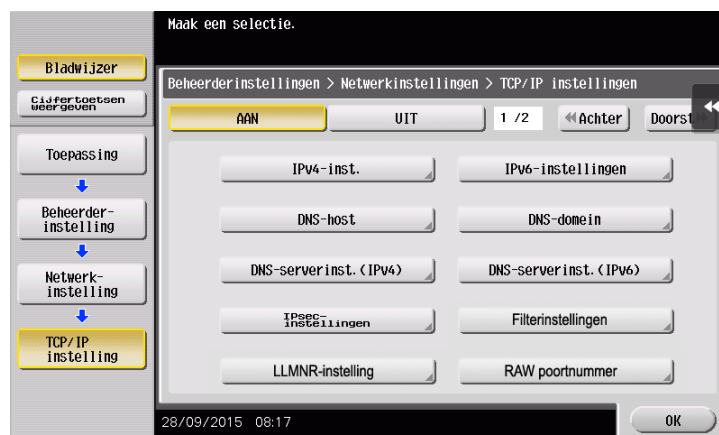 Maak een selectie.
Bladwijzer
Cijfertoetsen
weergeven
Beheerderinstellingen > Netwerkinstellingen > TCP/IP instellingen
AAN
UIT
1 /2
Achter
Doorst.
Toepassing
Beheerder-
instelling
Netwerk-
instelling
TCP/IP
instelling
IPv4-inst.
IPv6-instellingen
DNS-host
DNS-domein
DNS-serverinst.(IPv4)
DNS-serverinst.(IPv6)
IPsec-
instellingen
Filterinstellingen
LLMNR-instelling
RAW poortnummer
28/09/2015 08:17
OK